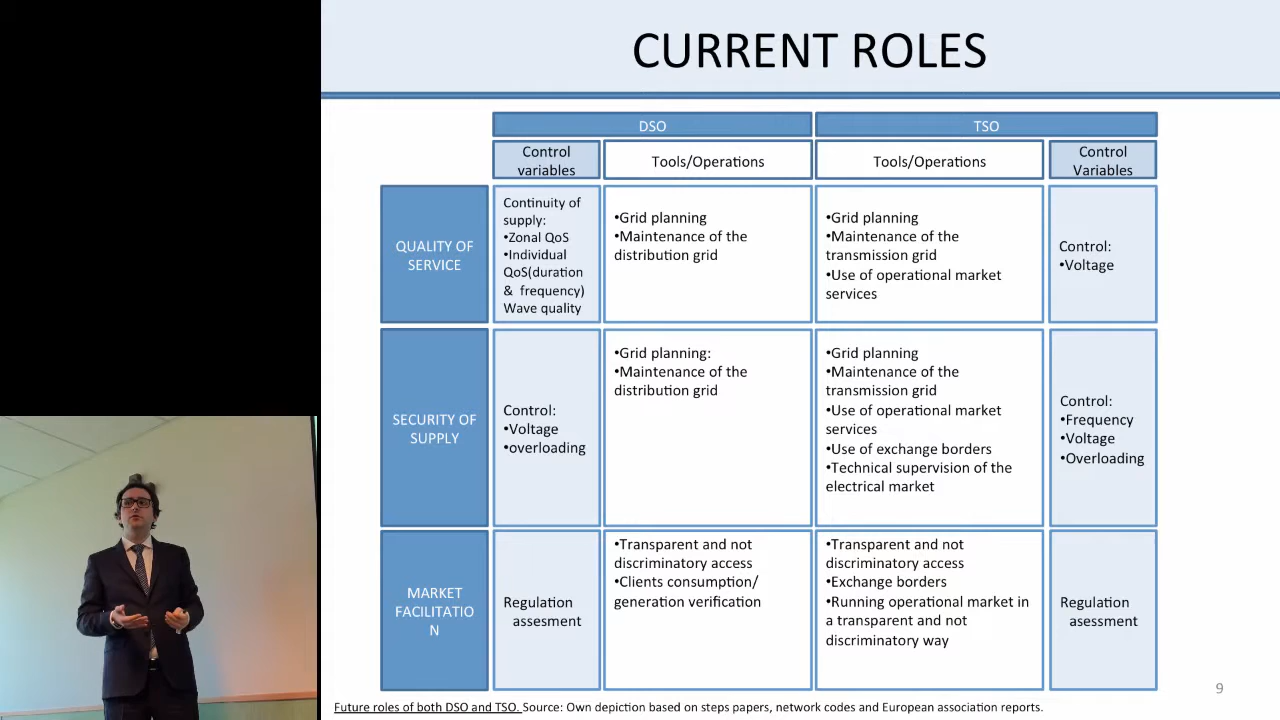 CURRENT ROLES
DSO
TSO
Control
variables
Tools/Operations
Tools/Operations
Control
Variables
QUALITY OF
SERVICE
Continuity of
supply:
•Zonal QoS
•Individual
QoS(duration
& frequency)
Wave quality
•Grid planning
•Maintenance of the
distribution grid
•Grid planning
•Maintenance of the
transmission grid
•Use of operational market
services
Control:
•Voltage
SECURITY OF
SUPPLY
Control:
•Voltage
•overloading
•Grid planning:
•Maintenance of the
distribution grid
•Grid planning
•Maintenance of the
transmission grid
•Use of operational market
services
•Use of exchange borders
•Technical supervision of the
electrical market
Control:
•Frequency
•Voltage
•Overloading
MARKET
FACILITATIO
N
Regulation
assesment
•Transparent and not
discriminatory access
•Clients consumption/
generation verification
•Transparent and not
discriminatory access
•Exchange borders
•Running operational market in
a transparent and not
discriminatory way
Regulation
asessment
9
Future roles of both DSO and TSO. Source: Own depiction based on steps papers, network codes and European association reports.